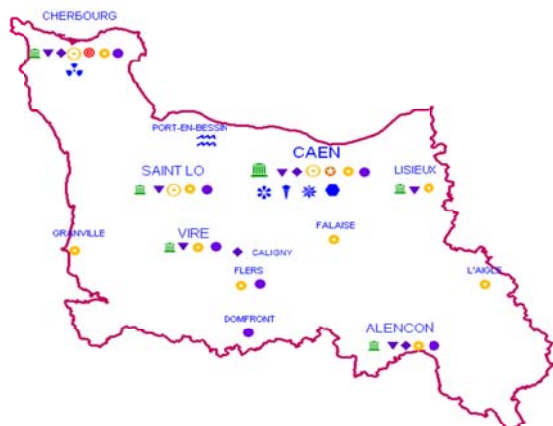 CHERBOURG
PORT-EN-BESSIN
CAEN
SAINT LO
LISIEUX
GRANVILLE
VIRE
FALAISE
CALIGNY
FLERS
L'AIGLE
DOMFRONT
ALENCON